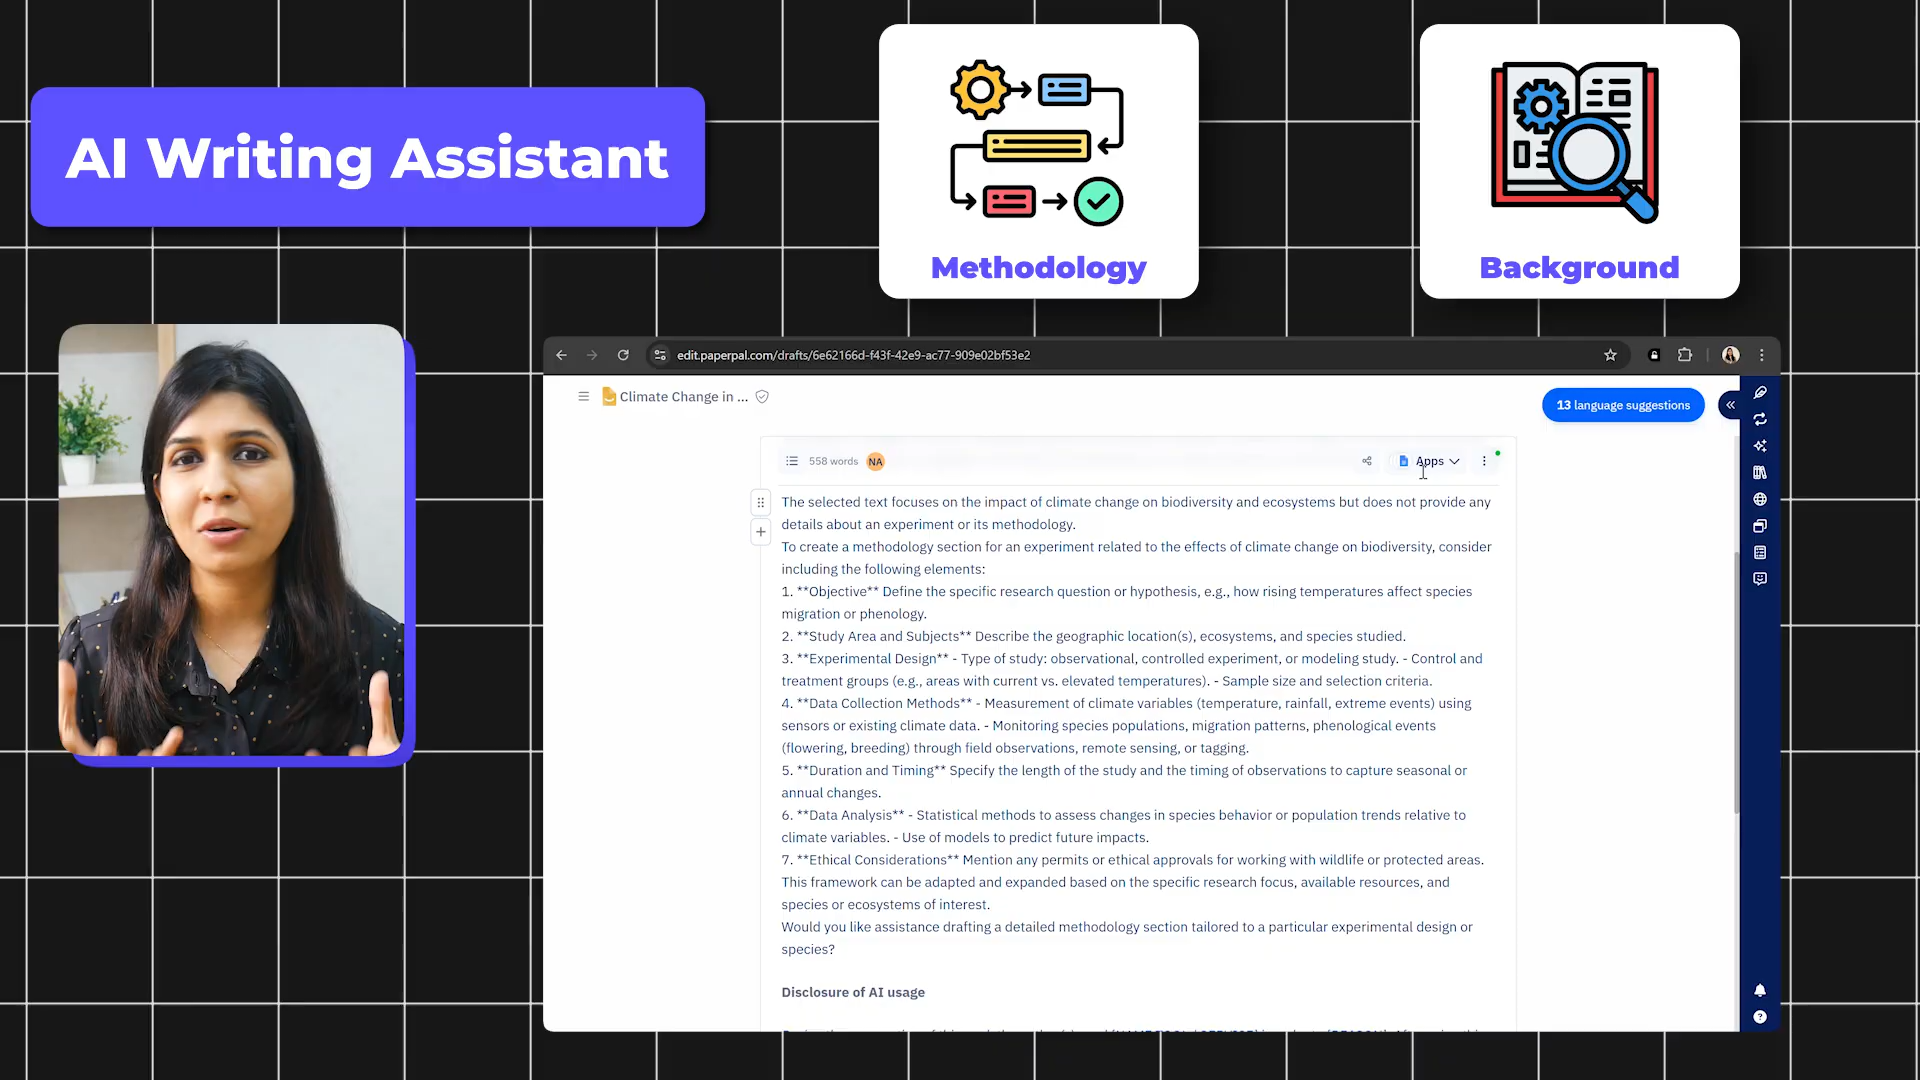 AI Writing Assistant
Methodology
Background
edit.paperpal.com/drafts/6e62166d-f43f-42e9-ac77-909e02bf53e2
Climate Change in ...
13 language suggestions
558 words NA
Apps
The selected text focuses on the impact of climate change on biodiversity and ecosystems but does not provide any
details about an experiment or its methodology.
To create a methodology section for an experiment related to the effects of climate change on biodiversity, consider
including the following elements:
1. **Objective** Define the specific research question or hypothesis, e.g., how rising temperatures affect species
migration or phenology.
2. **Study Area and Subjects** Describe the geographic location(s), ecosystems, and species studied.
3. **Experimental Design** - Type of study: observational, controlled experiment, or modeling study. - Control and
treatment groups (e.g., areas with current vs. elevated temperatures). - Sample size and selection criteria.
4. **Data Collection Methods** - Measurement of climate variables (temperature, rainfall, extreme events) using
sensors or existing climate data. - Monitoring species populations, migration patterns, phenological events
(flowering, breeding) through field observations, remote sensing, or tagging.
5. **Duration and Timing** Specify the length of the study and the timing of observations to capture seasonal or
annual changes.
6. **Data Analysis** - Statistical methods to assess changes in species behavior or population trends relative to
climate variables. - Use of models to predict future impacts.
7. **Ethical Considerations** Mention any permits or ethical approvals for working with wildlife or protected areas.
This framework can be adapted and expanded based on the specific research focus, available resources, and
species or ecosystems of interest.
Would you like assistance drafting a detailed methodology section tailored to a particular experimental design or
species?
Disclosure of AI usage